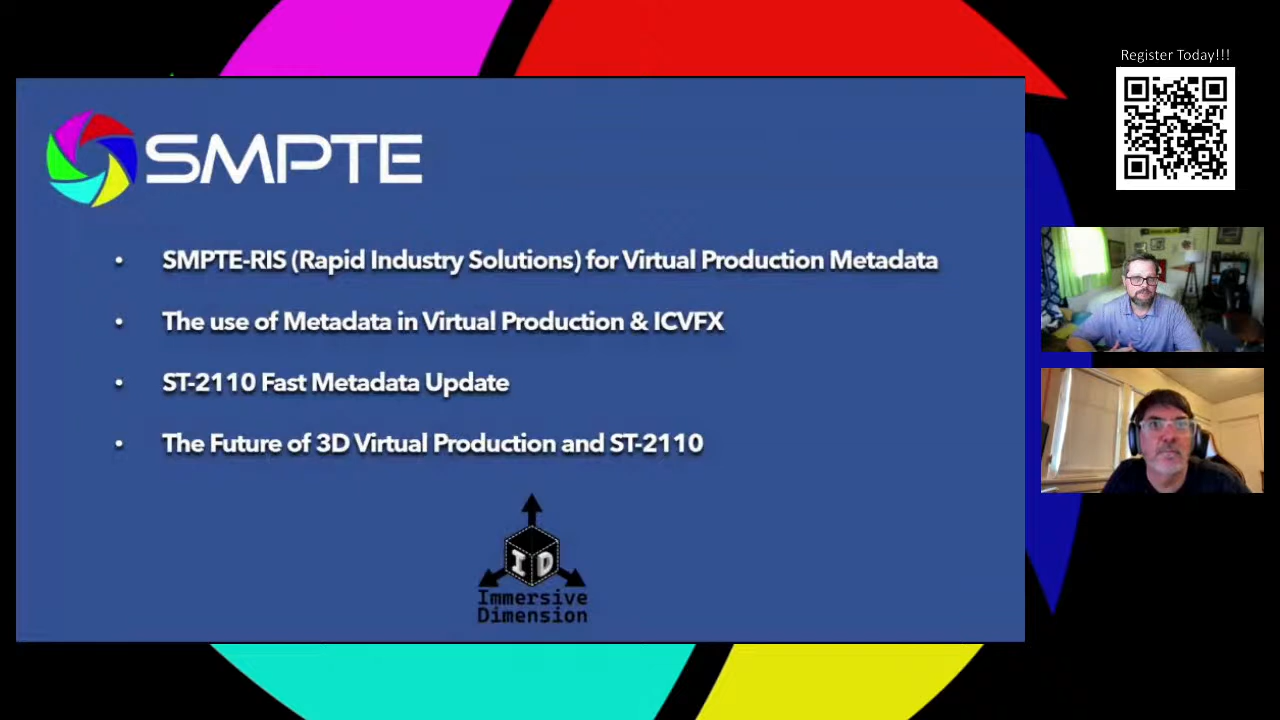 Register Today!!!
SMPTE
• SMPTE-RIS (Rapid Industry Solutions) for Virtual Production Metadata
• The use of Metadata in Virtual Production & ICVFX
• ST-2110 Fast Metadata Update
• The Future of 3D Virtual Production and ST-2110
I D
Immersive
Dimension